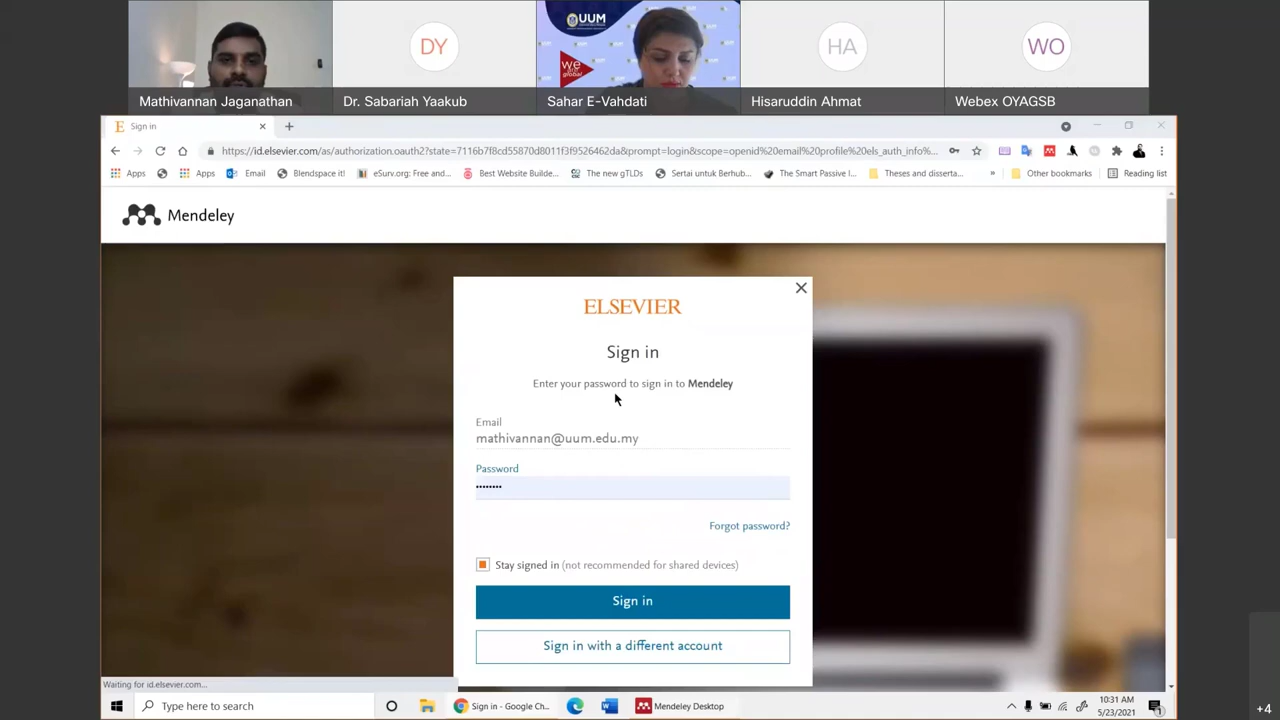 UUM
we
global
DY
HA
WO
Mathivannan Jaganathan
Dr. Sabariah Yaakub
Sahar E-Vahdati
Hisaruddin Ahmat
Webex OYAGSB
Sign in
https://id.elsevier.com/as/authorization.oauth2?state=7116b7f8cd55870d8011f3f9526462da&prompt=login&scope=openid%20email%20profile%20els_auth_info%...
Apps
Apps
Email
Blendspace it!
eSurv.org: Free and...
Best Website Builde...
The new gTLDs
Sertai untuk Berhub...
The Smart Passive I...
Theses and disserta...
»
Other bookmarks
Reading list
Mendeley
ELSEVIER
Sign in
Enter your password to sign in to Mendeley
Email
mathivannan@uum.edu.my
Password
••••••••
Forgot password?
Stay signed in (not recommended for shared devices)
Sign in
Sign in with a different account
Waiting for id.elsevier.com...
Type here to search
Sign in - Google Ch...
Mendeley Desktop
10:31 AM
5/23/2021
+4